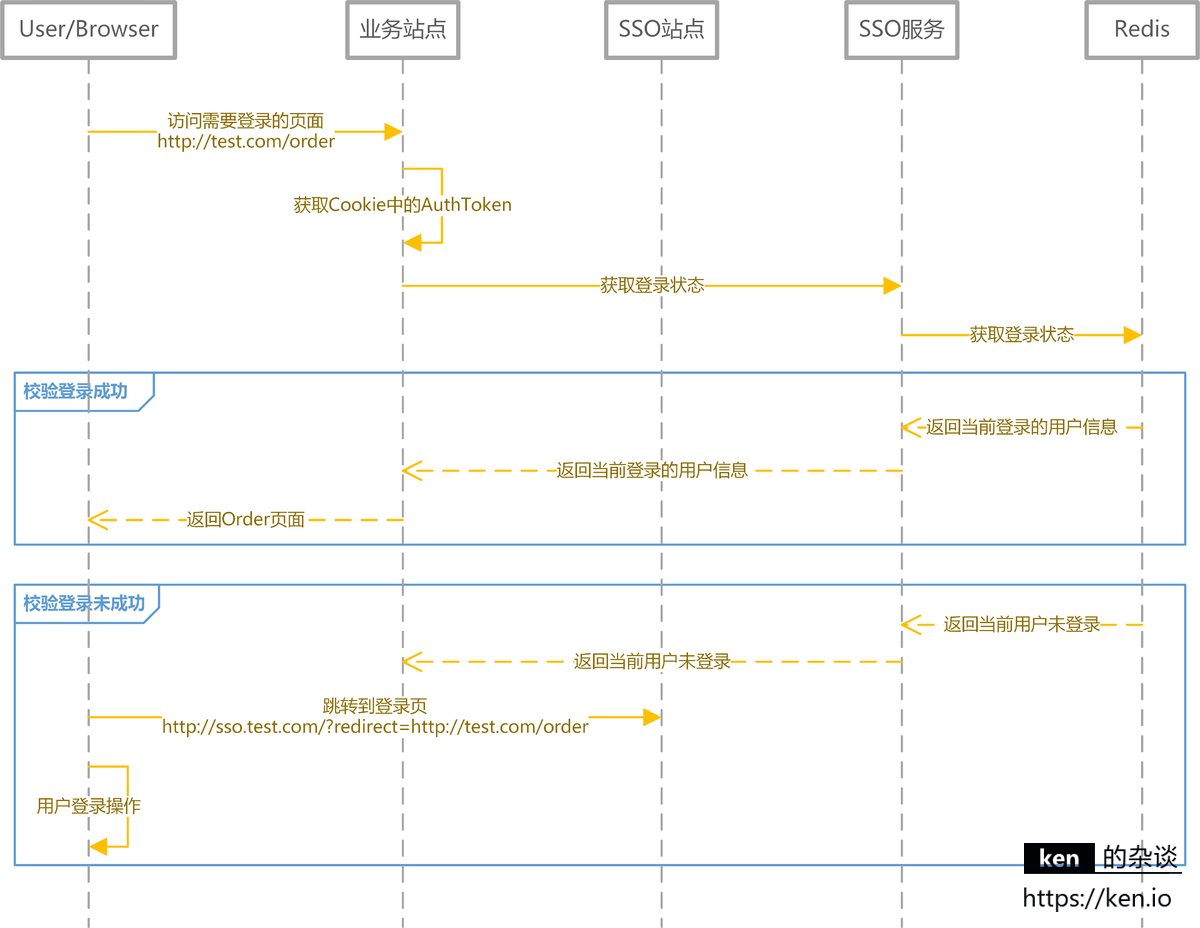 User/Browser
业务站点
SSO站点
SSO服务
Redis
访问需要登录的页面
http://test.com/order
获取Cookie中的AuthToken
获取登录状态
获取登录状态
校验登录成功
返回当前登录的用户信息
返回当前登录的用户信息
返回Order页面
校验登录未成功
返回当前用户未登录
返回当前用户未登录
跳转到登录页
http://sso.test.com/?redirect=http://test.com/order
用户登录操作
ken 的杂谈
https://ken.io